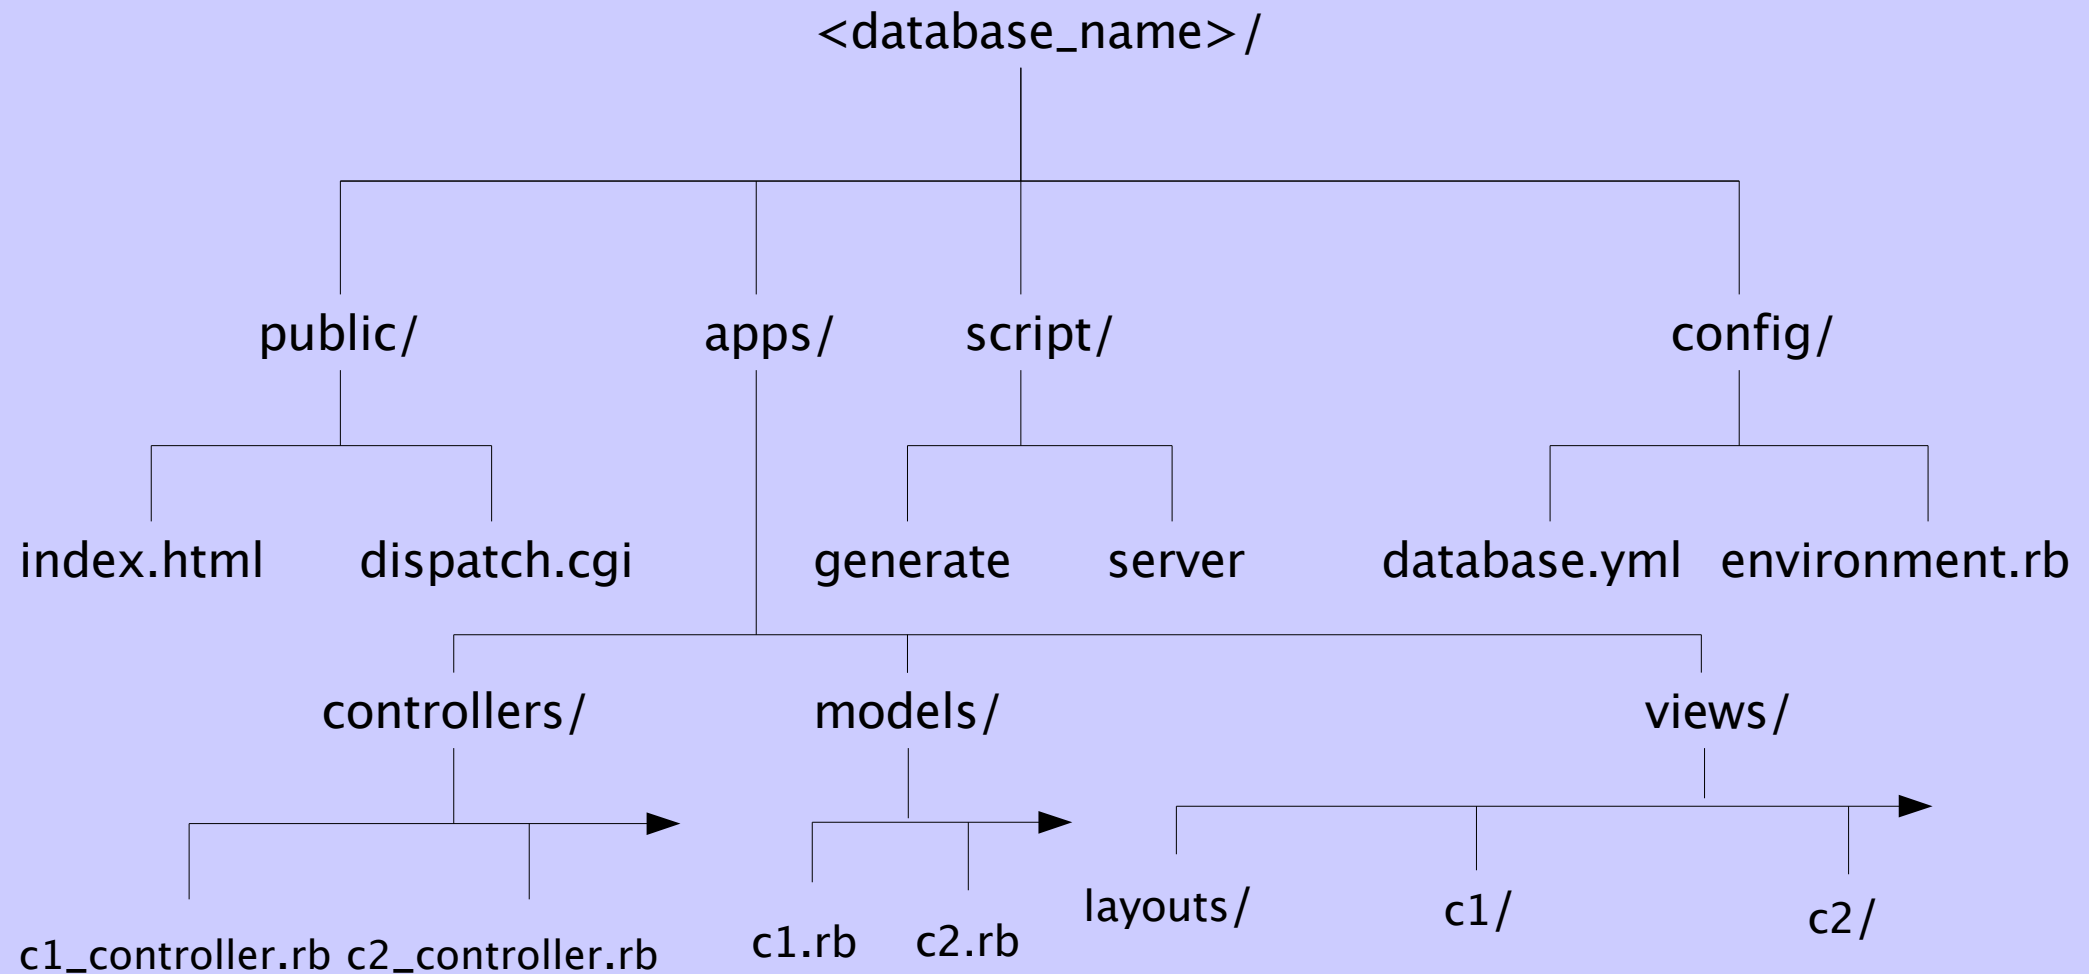 <database_name>/
public/ apps/ script/ config/
index.html dispatch.cgi generate server database.yml environment.rb
controllers/ models/ views/
layouts/ c1/ c2/
c1_controller.rb c2_controller.rb c1.rb c2.rb